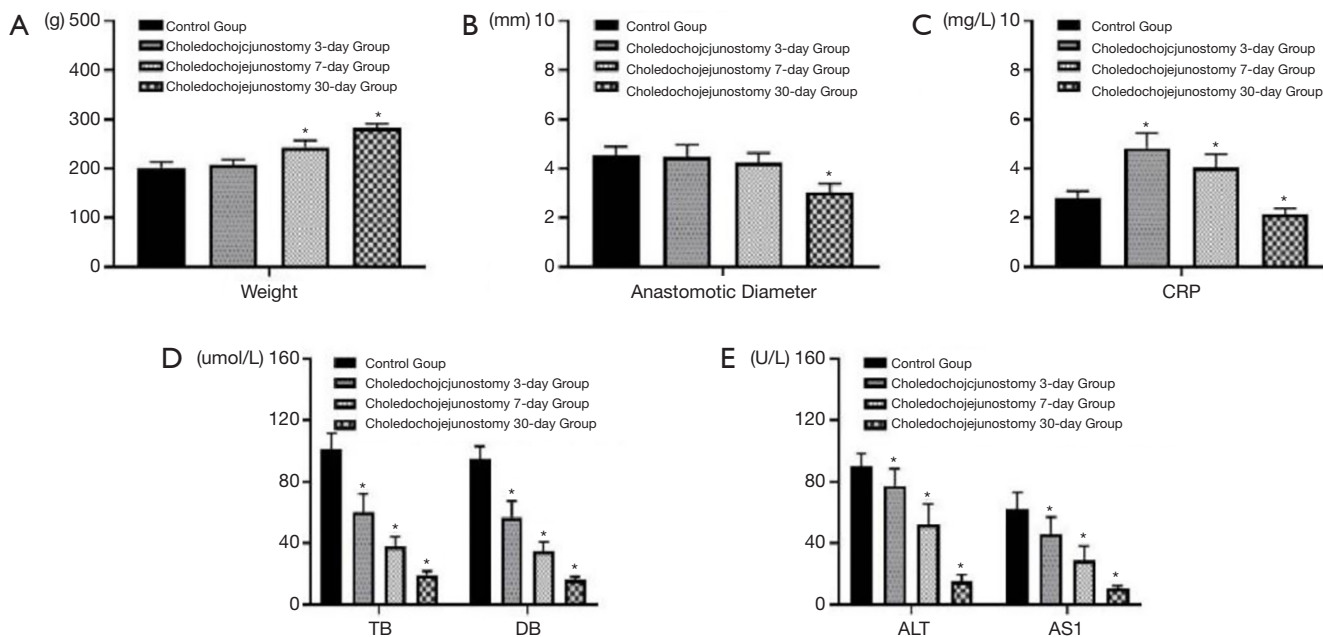 A (g) 500
Control Goup
Choledochojcjunostomy 3-day Group
Choledochojejunostomy 7-day Group
Choledochojejunostomy 30-day Group
400
300
200
100
0
Weight
B (mm) 10
Control Goup
Choledochojcjunostomy 3-day Group
Choledochojejunostomy 7-day Group
Choledochojejunostomy 30-day Group
8
6
4
2
0
*
Anastomotic Diameter
C (mg/L) 10
Control Goup
Choledochojcjunostomy 3-day Group
Choledochojejunostomy 7-day Group
Choledochojejunostomy 30-day Group
8
6
4
2
0
* * *
CRP
D (umol/L) 160
Control Goup
Choledochojcjunostomy 3-day Group
Choledochojejunostomy 7-day Group
Choledochojejunostomy 30-day Group
120
80
40
0
* * * * * *
TB DB
E (U/L) 160
Control Goup
Choledochojcjunostomy 3-day Group
Choledochojejunostomy 7-day Group
Choledochojejunostomy 30-day Group
120
80
40
0
* * * * * *
ALT AS1